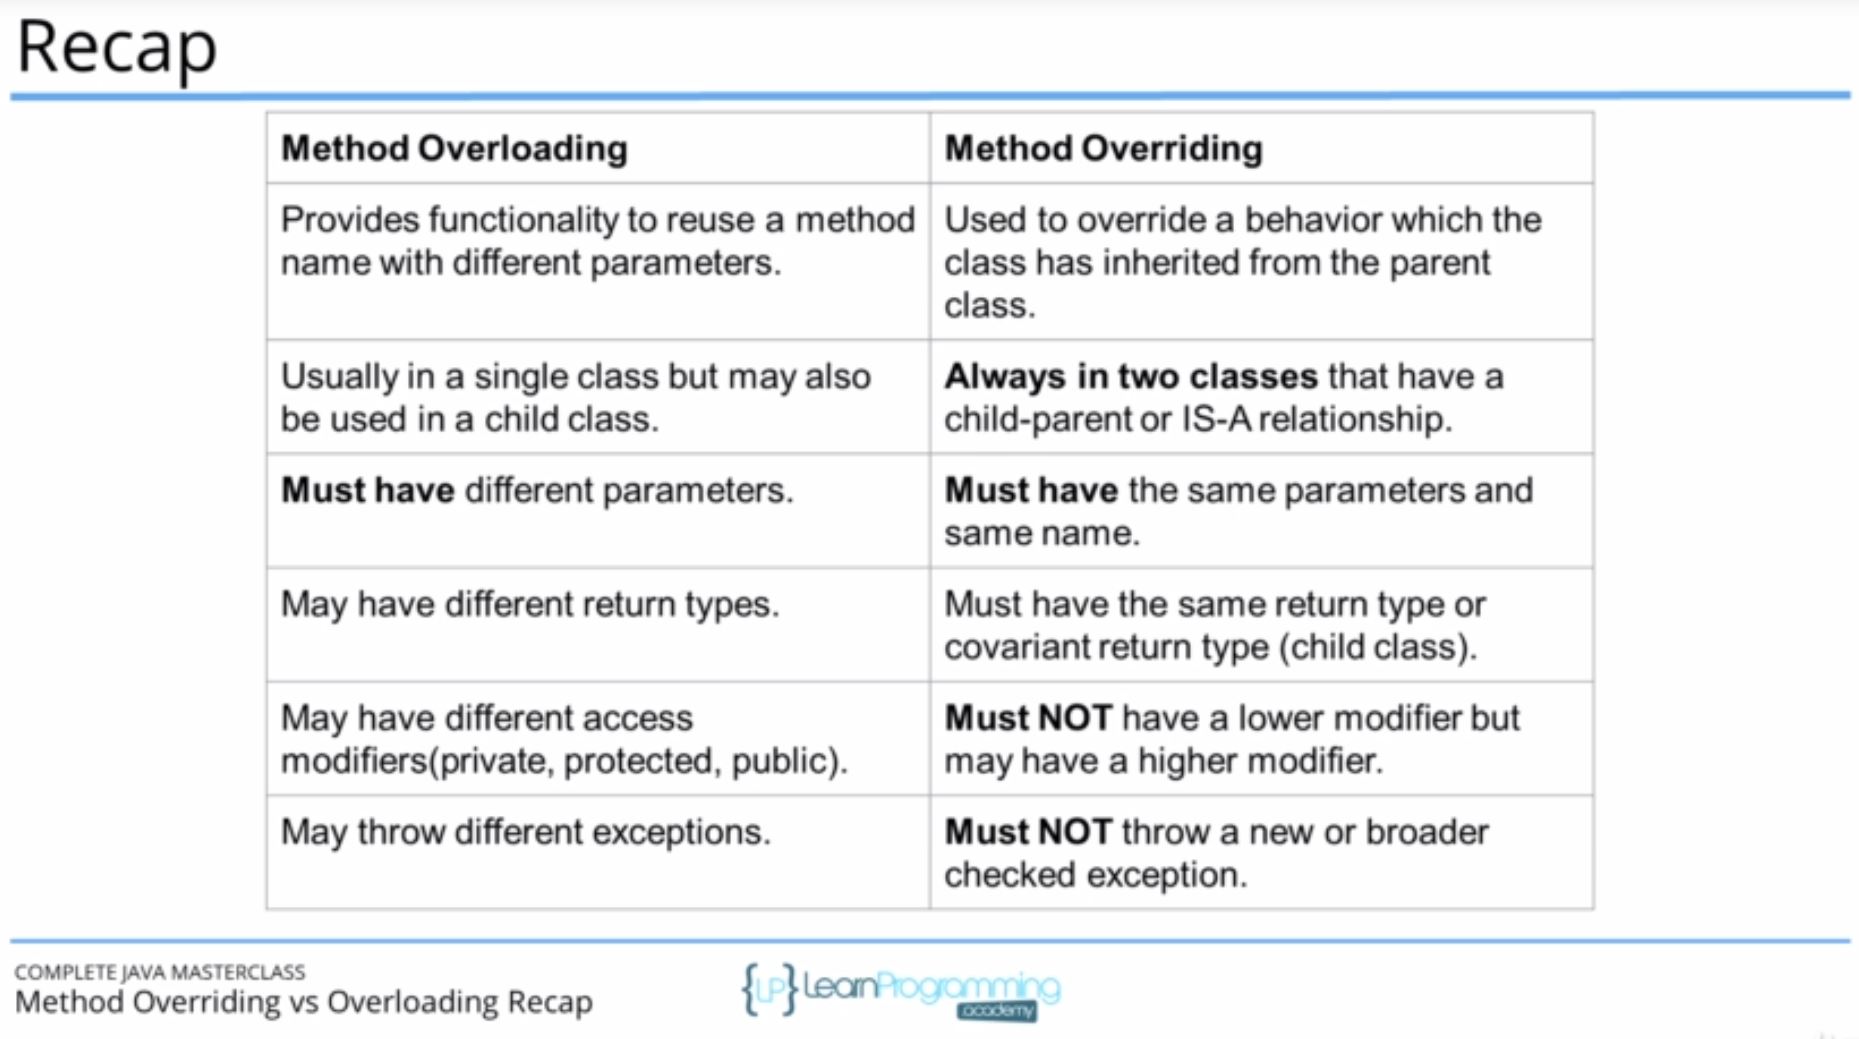 Recap
Method Overloading
Method Overriding
Provides functionality to reuse a method
name with different parameters.
Used to override a behavior which the
class has inherited from the parent
class.
Usually in a single class but may also
be used in a child class.
Always in two classes that have a
child-parent or IS-A relationship.
Must have different parameters.
Must have the same parameters and
same name.
May have different return types.
Must have the same return type or
covariant return type (child class).
May have different access
modifiers(private, protected, public).
Must NOT have a lower modifier but
may have a higher modifier.
May throw different exceptions.
Must NOT throw a new or broader
checked exception.
COMPLETE JAVA MASTERCLASS
Method Overriding vs Overloading Recap
{LP} LearnProgramming
academy